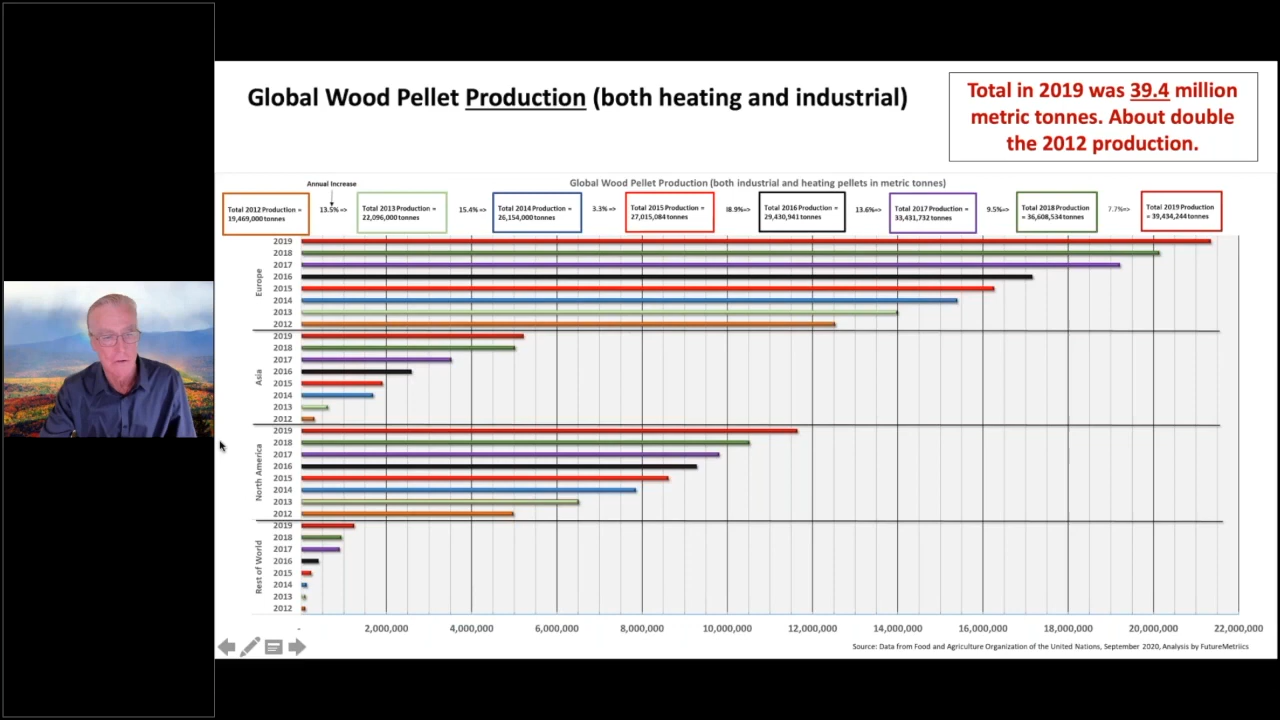 Global Wood Pellet Production (both heating and industrial)
Total in 2019 was 39.4 million
metric tonnes. About double
the 2012 production.
Annual Increase
Global Wood Pellet Production (both industrial and heating pellets in metric tonnes)
Total 2012 Production =
19,469,000 tonnes
13.5% =>
Total 2013 Production =
22,096,000 tonnes
15.4% =>
Total 2014 Production =
26,154,000 tonnes
3.3% =>
Total 2015 Production =
27,015,084 tonnes
!8.9%=>
Total 2016 Production =
29,430,941 tonnes
13.6%=>
Total 2017 Production =
33,431,732 tonnes
9.5%=>
Total 2018 Production
= 36,608,534 tonnes
7.7%=>
Total 2019 Production
= 39,434,244 tonnes
Europe
2019
2018
2017
2016
2015
2014
2013
2012
Asia
2019
2018
2017
2016
2015
2014
2013
2012
North America
2019
2018
2017
2016
2015
2014
2013
2012
Rest of World
2019
2018
2017
2016
2015
2014
2013
2012
- 2,000,000 4,000,000 6,000,000 8,000,000 10,000,000 12,000,000 14,000,000 16,000,000 18,000,000 20,000,000 22,000,000
Source: Data from Food and Agriculture Organization of the United Nations, September 2020, Analysis by FutureMetriics